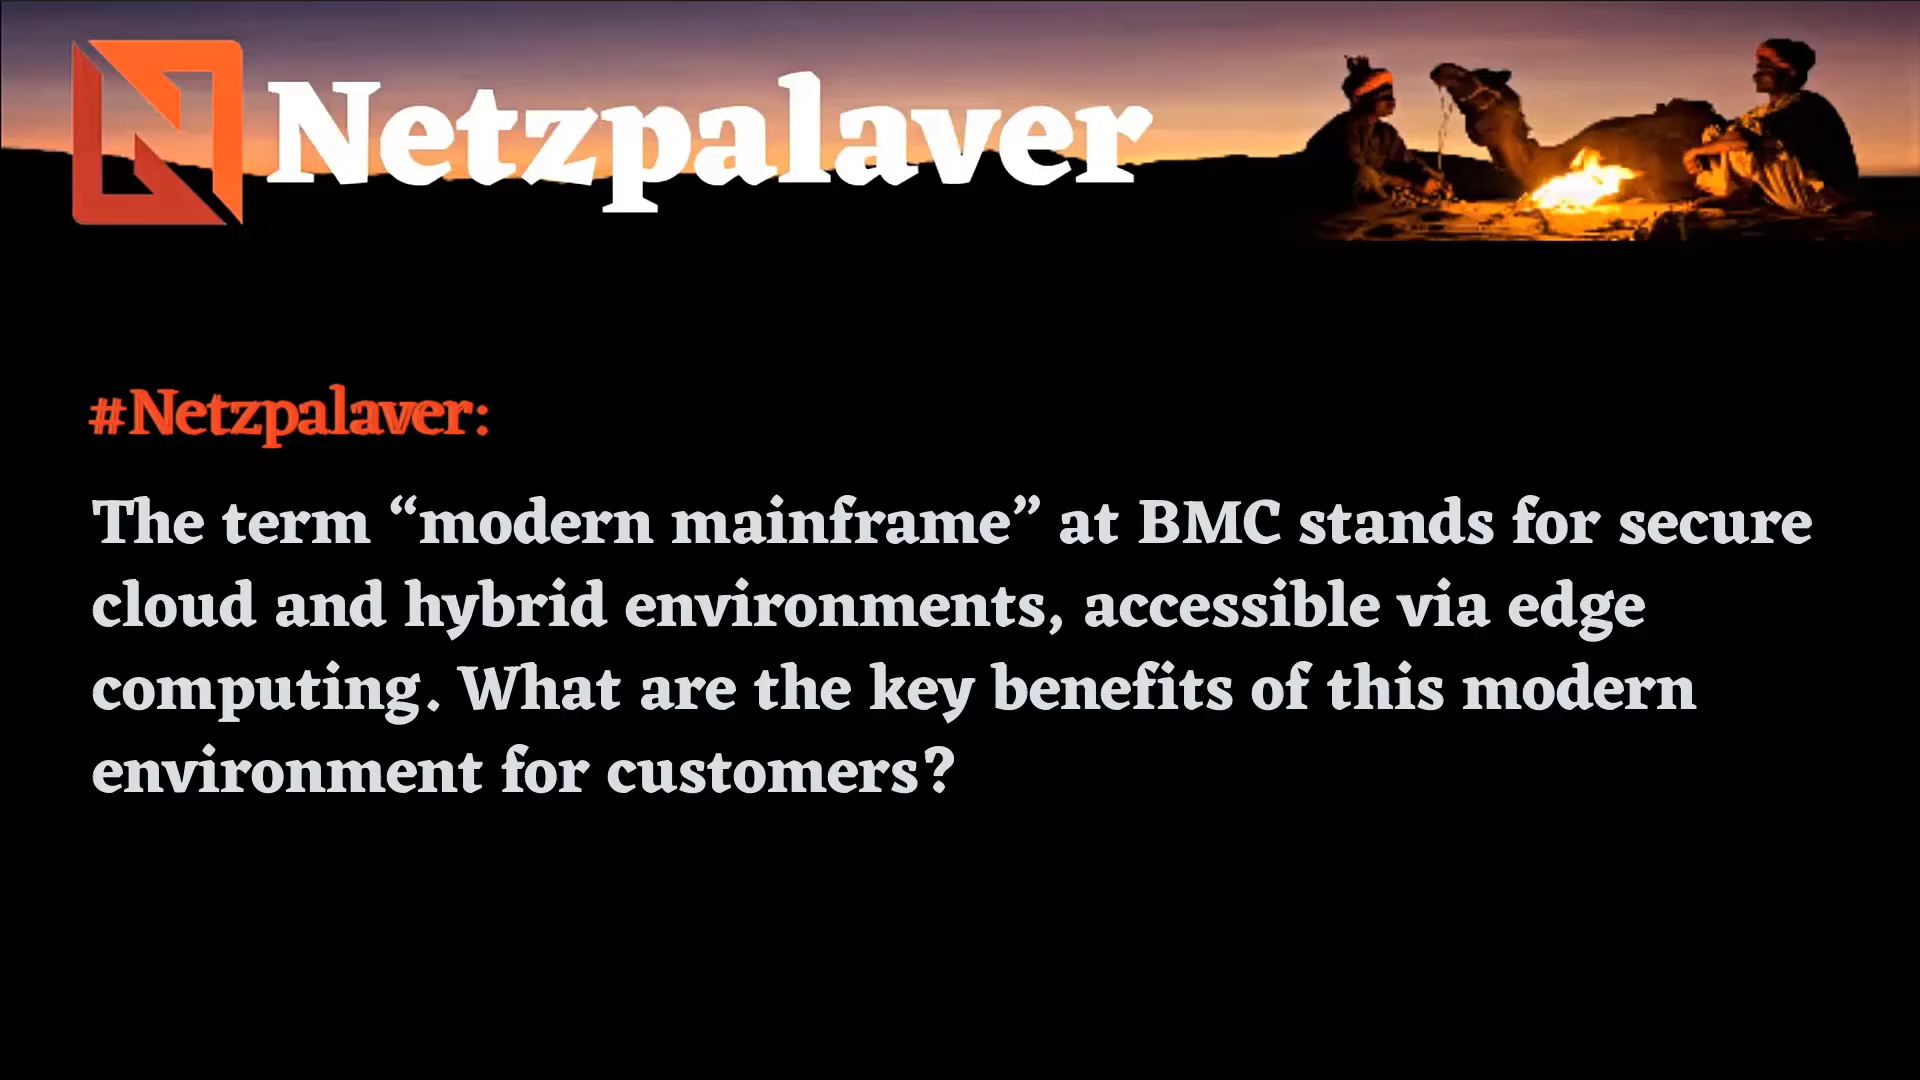 Netzpalaver
#Netzpalaver:
The term “modern mainframe” at BMC stands for secure
cloud and hybrid environments, accessible via edge
computing. What are the key benefits of this modern
environment for customers?